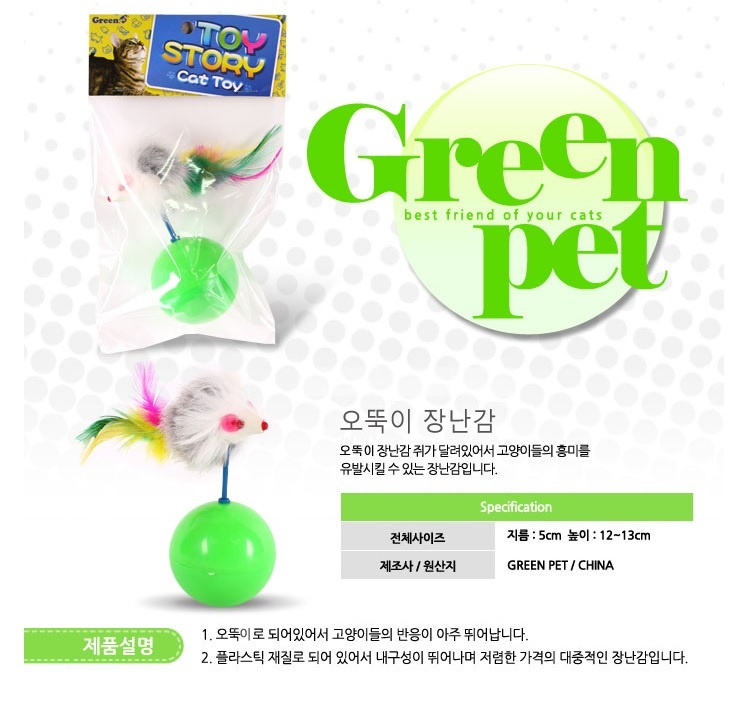 Green
TOY
STORY
Cat Toy
Green
best friend of your cats
pet
오뚝이 장난감
오뚝이 장난감 쥐가 달려있어서 고양이들의 흥미를
유발시킬 수 있는 장난감입니다.
Specification
전체사이즈 지름 : 5cm 높이 : 12~13cm
제조사 / 원산지 GREEN PET / CHINA
제품설명
1. 오뚝이로 되어있어서 고양이들의 반응이 아주 뛰어납니다.
2. 플라스틱 재질로 되어 있어서 내구성이 뛰어나며 저렴한 가격의 대중적인 장난감입니다.